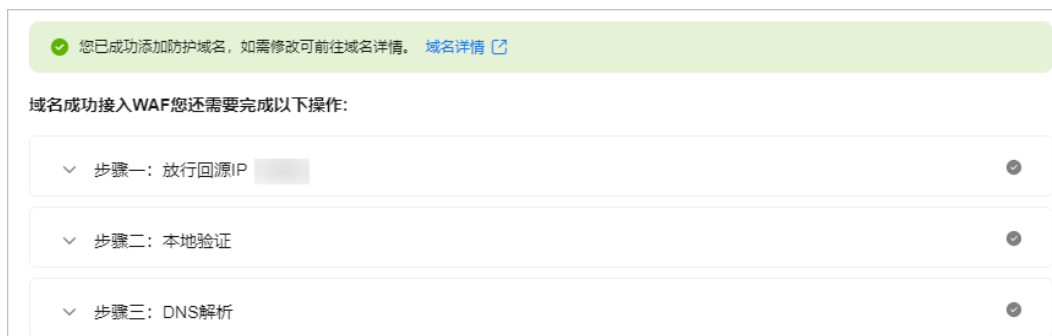 您已成功添加防护域名，如需修改可前往域名详情。 域名详情
域名成功接入WAF您还需要完成以下操作：
步骤一：放行回源IP
步骤二：本地验证
步骤三：DNS解析